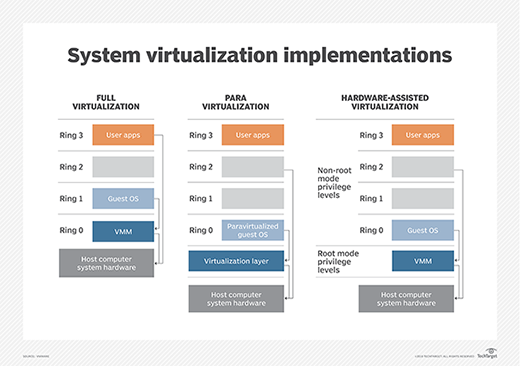 System virtualization implementations
FULL
VIRTUALIZATION
Ring 3
User apps
Ring 2
Ring 1
Guest OS
Ring 0
VMM
Host computer
system hardware
PARA
VIRTUALIZATION
Ring 3
User apps
Ring 2
Ring 1
Ring 0
Paravirtualized
guest OS
Virtualization layer
Host computer
system hardware
HARDWARE-ASSISTED
VIRTUALIZATION
Non-root
mode
privilege
levels
Ring 3
User apps
Ring 2
Ring 1
Ring 0
Guest OS
Root mode
privilege levels
VMM
Host computer
system hardware
TechTarget